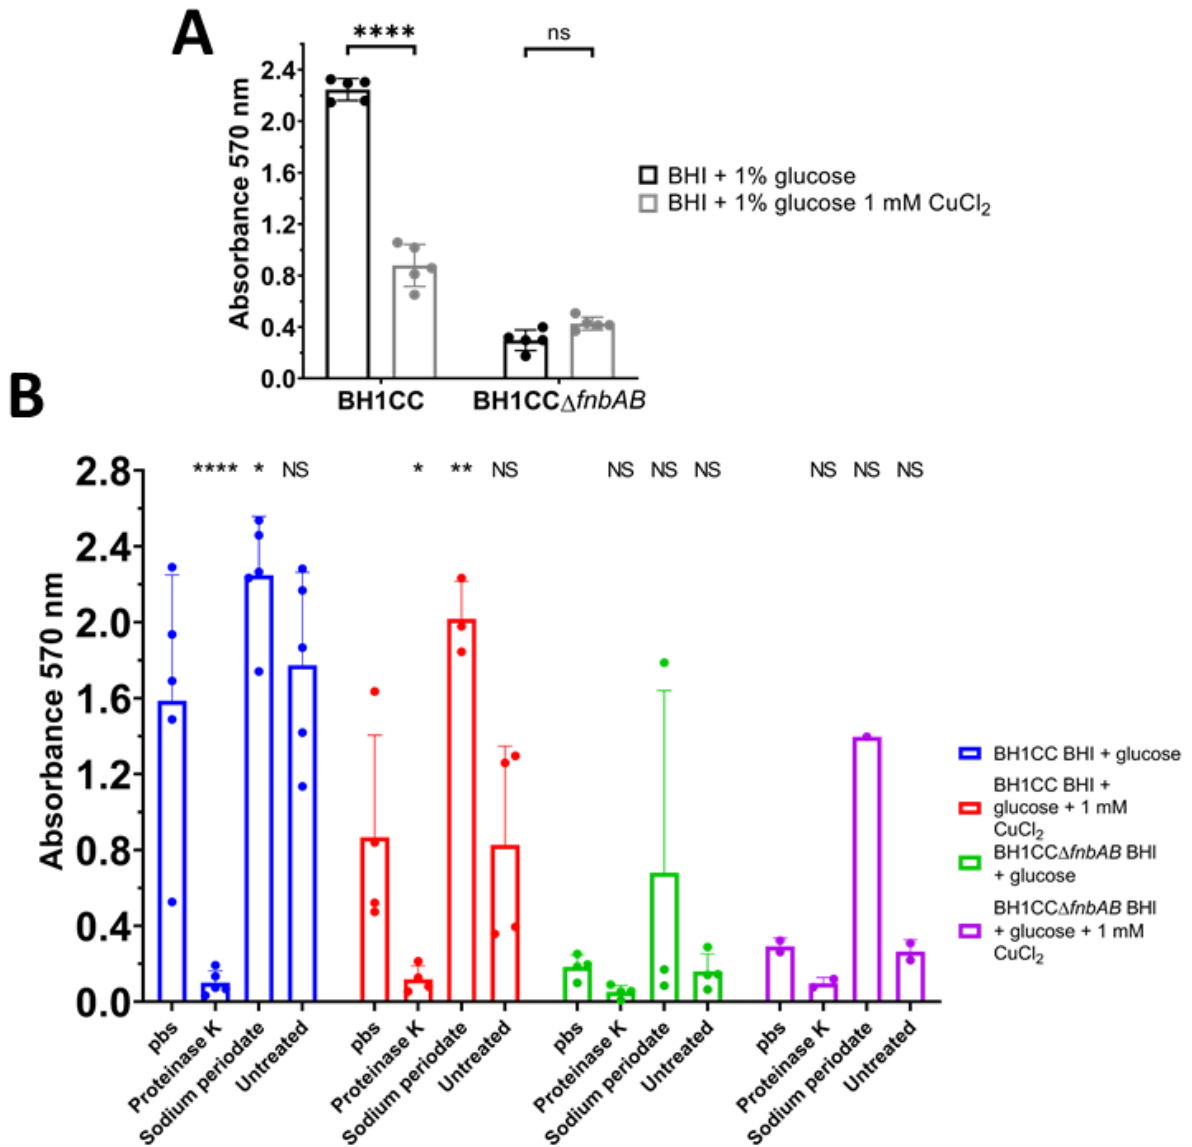 A
**** ns
2.4
2.0
1.6
1.2
0.8
0.4
0.0
Absorbance 570 nm
BH1CC BH1CCΔfnbAB
BHI + 1% glucose
BHI + 1% glucose 1 mM CuCl₂
B
**** * NS * ** NS NS NS NS NS NS NS
2.8
2.4
2.0
1.6
1.2
0.8
0.4
0.0
Absorbance 570 nm
pbs
Proteinase K
Sodium periodate
Untreated
pbs
Proteinase K
Sodium periodate
Untreated
pbs
Proteinase K
Sodium periodate
Untreated
pbs
Proteinase K
Sodium periodate
Untreated
BH1CC BHI + glucose
BH1CC BHI +
glucose + 1 mM
CuCl₂
BH1CCΔfnbAB BHI
+ glucose
BH1CCΔfnbAB BHI
+ glucose + 1 mM
CuCl₂